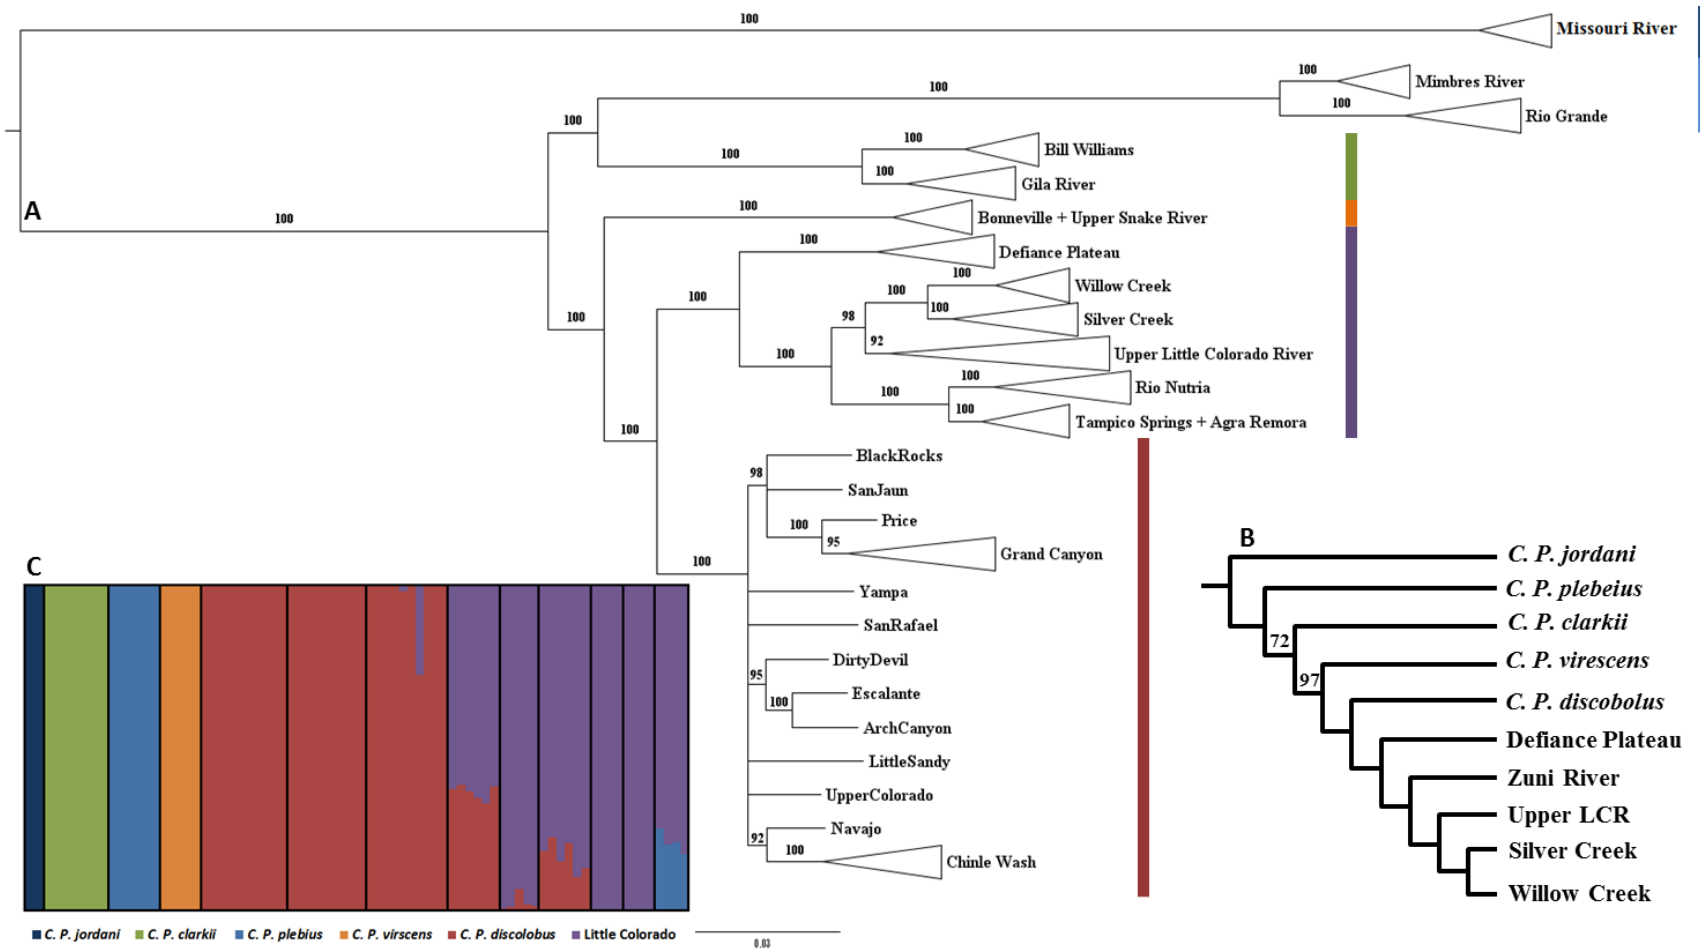 100
Missouri River
100
Mimbres River
100
100
Rio Grande
100
100
Bill Williams
100
100
Gila River
A
100
100
Bonneville + Upper Snake River
100
Defiance Plateau
100
Willow Creek
100
100
100
Silver Creek
100
98
92
Upper Little Colorado River
100
100
Rio Nutria
100
100
Tampico Springs + Agra Remora
100
BlackRocks
98
SanJaun
Price
100
95
Grand Canyon
100
Yampa
SanRafael
DirtyDevil
95
Escalante
100
ArchCanyon
LittleSandy
UpperColorado
Navajo
92
100
Chinle Wash
B
C. P. jordani
C. P. plebeius
C. P. clarkii
72
C. P. virescens
97
C. P. discobolus
Defiance Plateau
Zuni River
Upper LCR
Silver Creek
Willow Creek
C
C. P. jordani C. P. clarkii C. P. plebius C. P. virscens C. P. discolobus Little Colorado
0.03